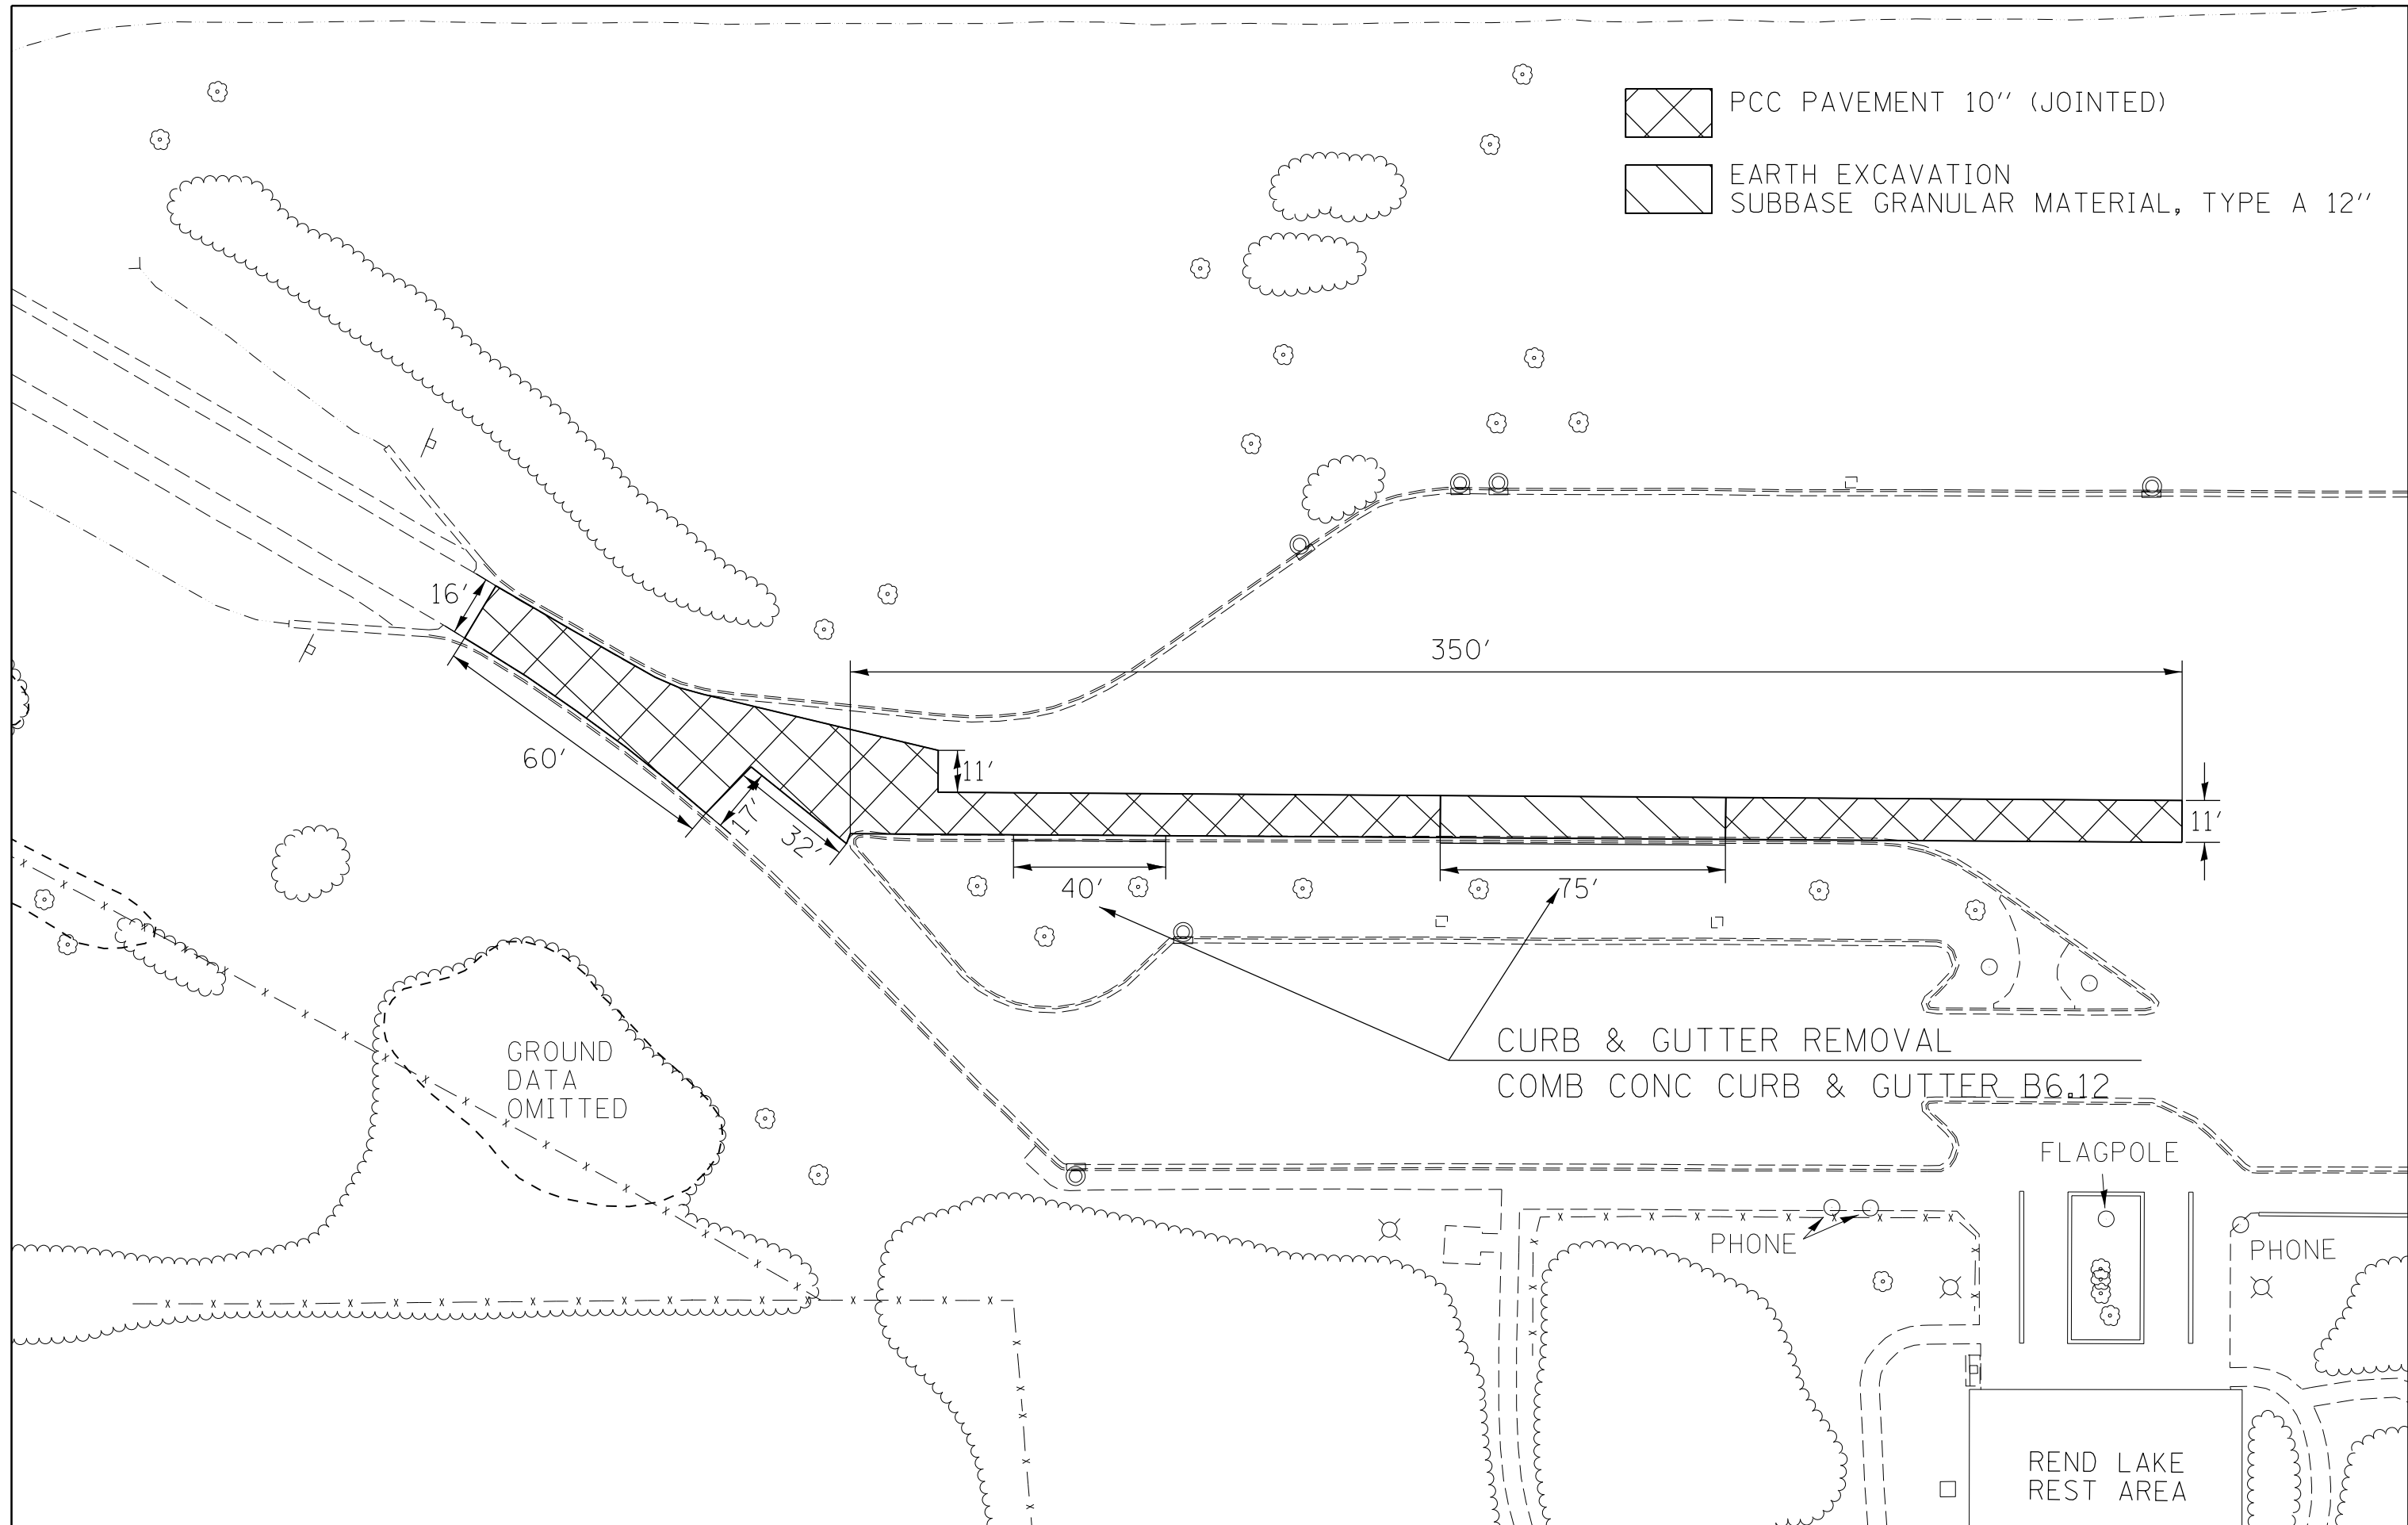 PCC PAVEMENT 10" (JOINTED)
EARTH EXCAVATION
SUBBASE GRANULAR MATERIAL, TYPE A 12"
16'
350'
60'
11'
17'
32'
11'
40'
75'
CURB & GUTTER REMOVAL
COMB CONC CURB & GUTTER B6.12
GROUND
DATA
OMITTED
FLAGPOLE
PHONE
PHONE
REND LAKE
REST AREA